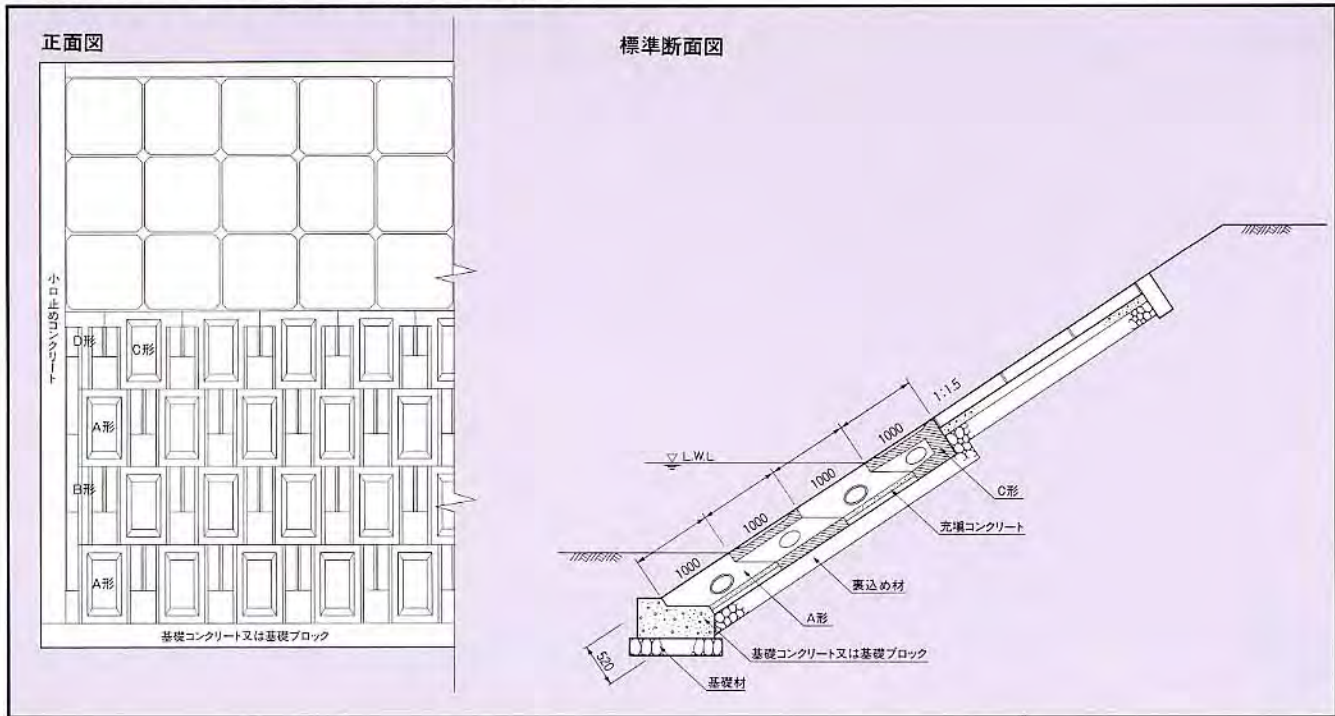 正面図
小口止めコンクリート
D形
C形
A形
B形
A形
基礎コンクリート又は基礎ブロック
標準断面図
1:1.5
1000
L.W.L
1000
1000
1000
C形
充填コンクリート
裏込め材
A形
基礎コンクリート又は基礎ブロック
520
基礎材